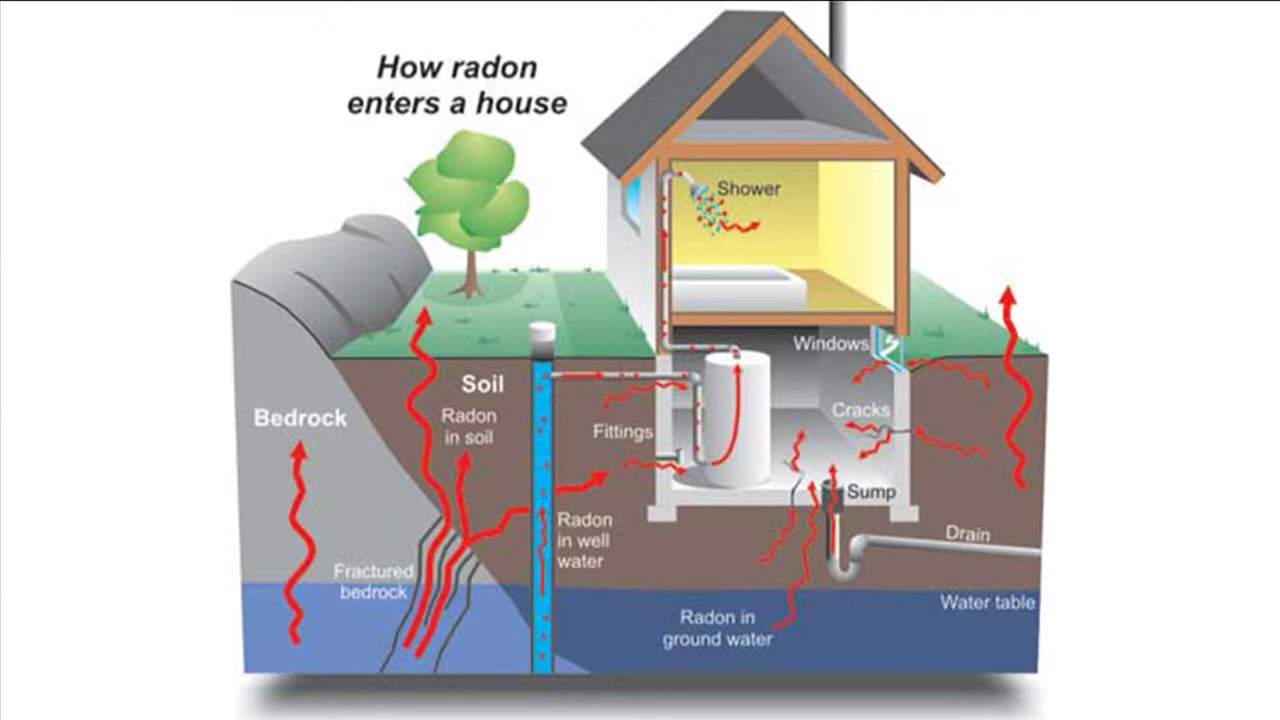 How radon
enters a house
Shower
Windows
Soil
Bedrock
Radon
in soil
Cracks
Fittings
Sump
Radon
in well
water
Drain
Fractured
bedrock
Water table
Radon in
ground water